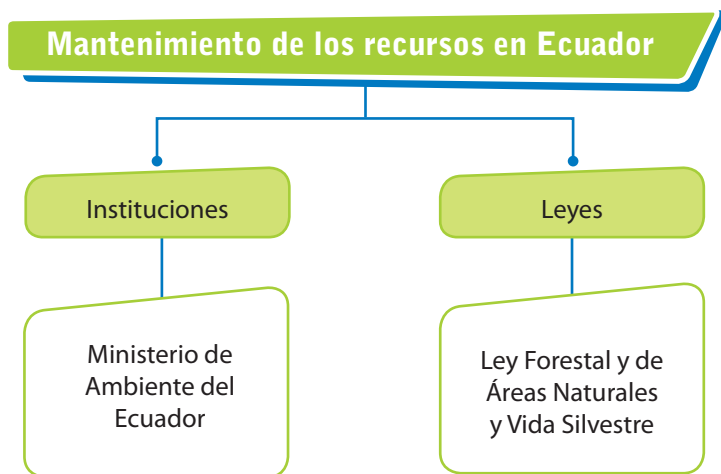 Mantenimiento de los recursos en Ecuador
Instituciones
Leyes
Ministerio de
Ambiente del
Ecuador
Ley Forestal y de
Áreas Naturales
y Vida Silvestre